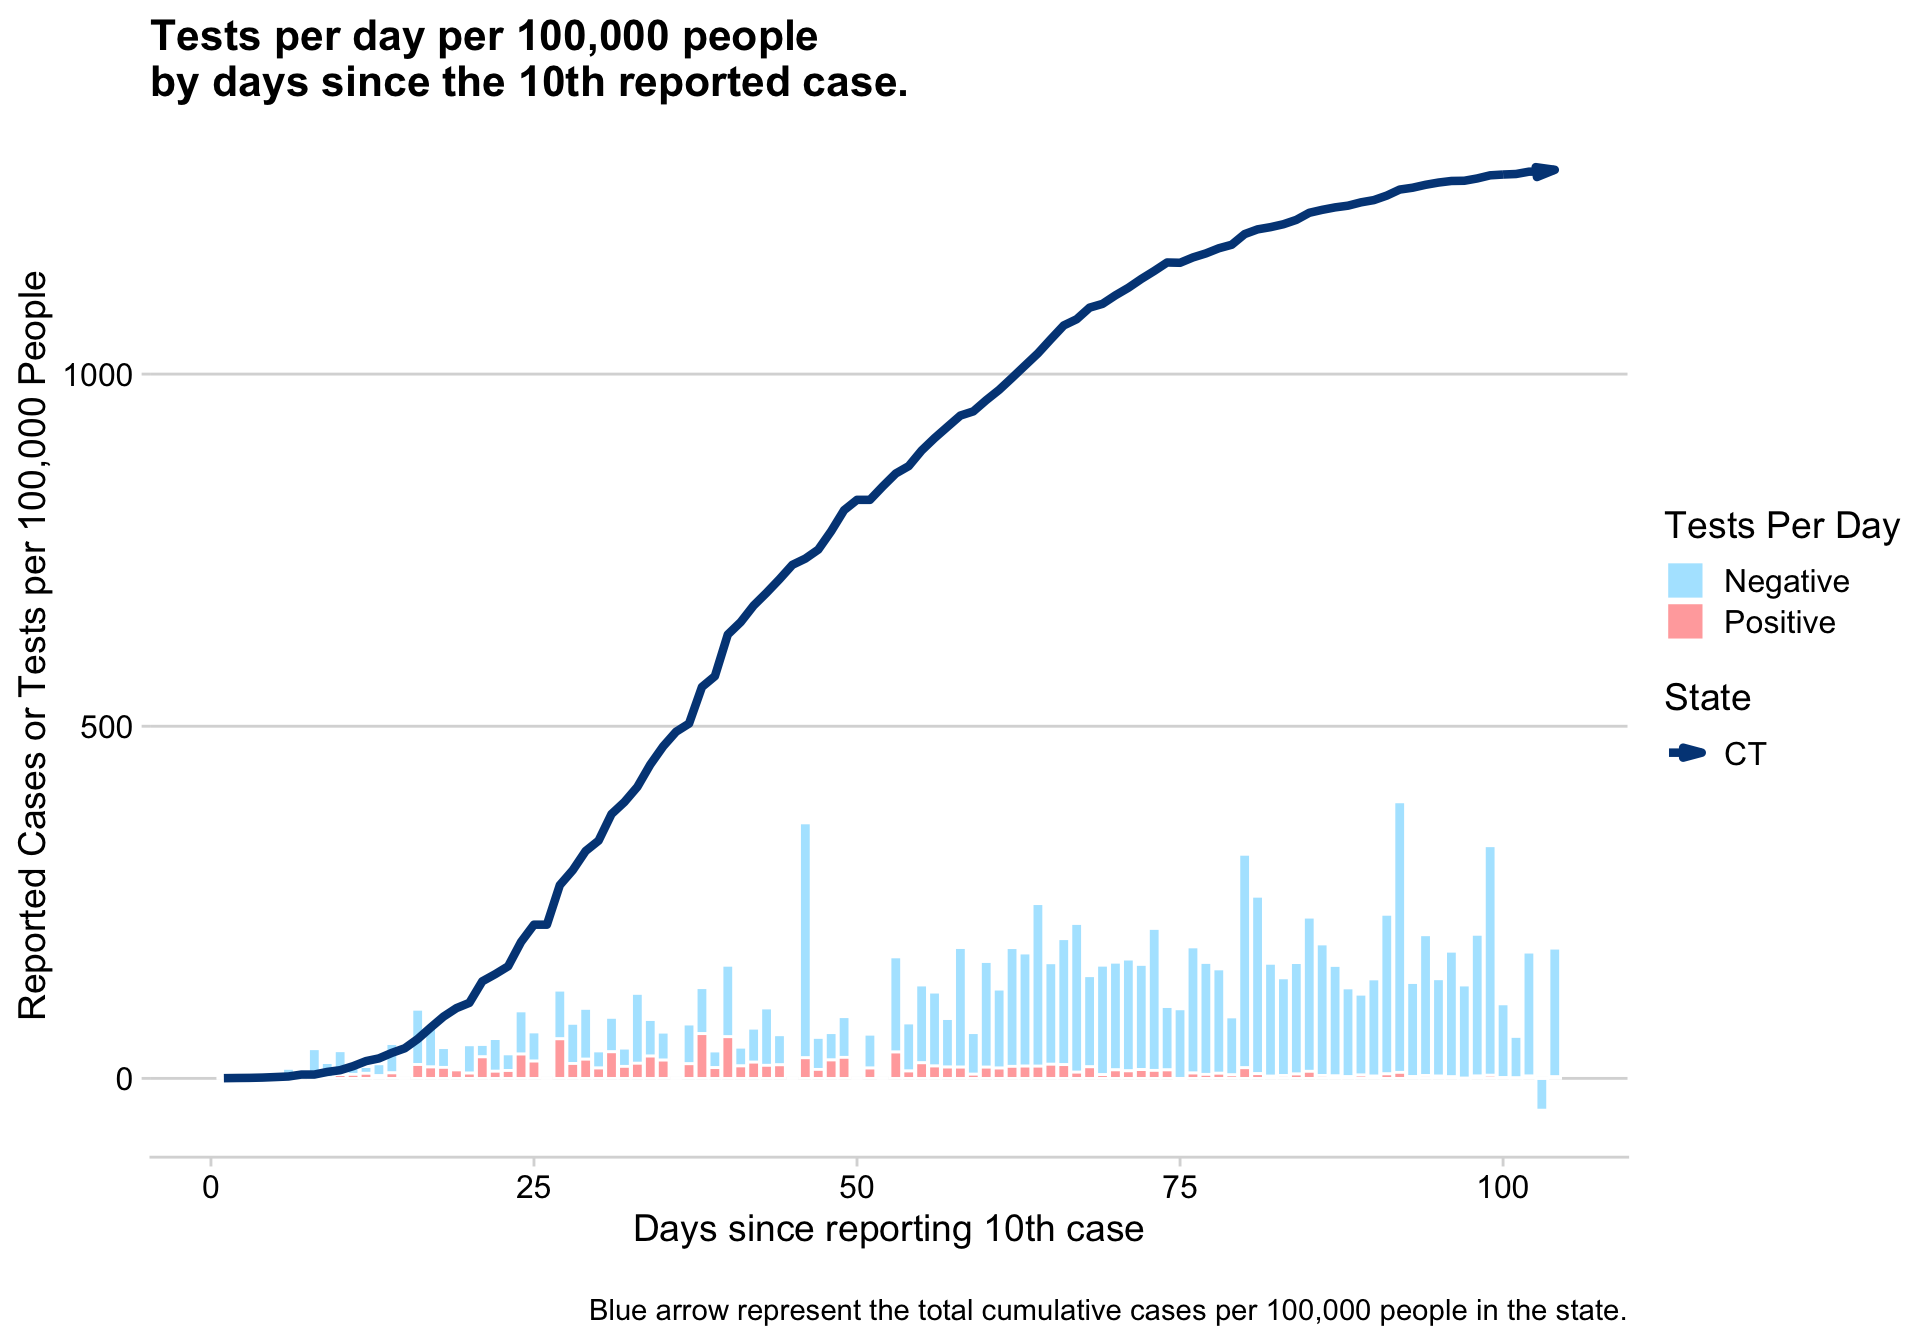 Tests per day per 100,000 people
by days since the 10th reported case.
Reported Cases or Tests per 100,000 People
1000
500
0
0
25
50
75
100
Days since reporting 10th case
Tests Per Day
Negative
Positive
State
CT
Blue arrow represent the total cumulative cases per 100,000 people in the state.